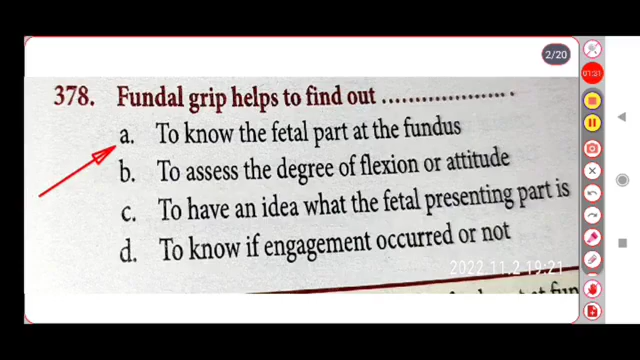 2/20
01:31
378. Fundal grip helps to find out ....................
a. To know the fetal part at the fundus
b. To assess the degree of flexion or attitude
c. To have an idea what the fetal presenting part is
d. To know if engagement occurred or not
2022.11.2 19:21